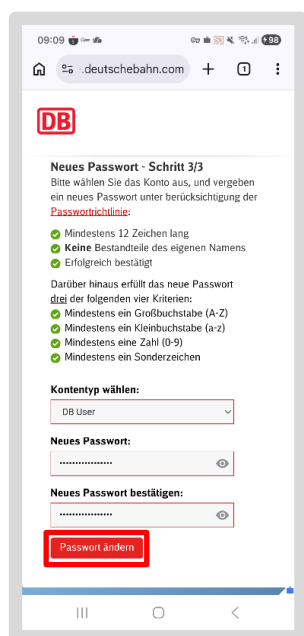 09:09
98
.deutschebahn.com
1
DB
Neues Passwort - Schritt 3/3
Bitte wählen Sie das Konto aus, und vergeben
ein neues Passwort unter berücksichtigung der
Passwortrichtlinie:
Mindestens 12 Zeichen lang
Keine Bestandteile des eigenen Namens
Erfolgreich bestätigt
Darüber hinaus erfüllt das neue Passwort
drei der folgenden vier Kriterien:
Mindestens ein Großbuchstabe (A-Z)
Mindestens ein Kleinbuchstabe (a-z)
Mindestens eine Zahl (0-9)
Mindestens ein Sonderzeichen
Kontentyp wählen:
DB User
Neues Passwort:
Neues Passwort bestätigen:
Passwort ändern